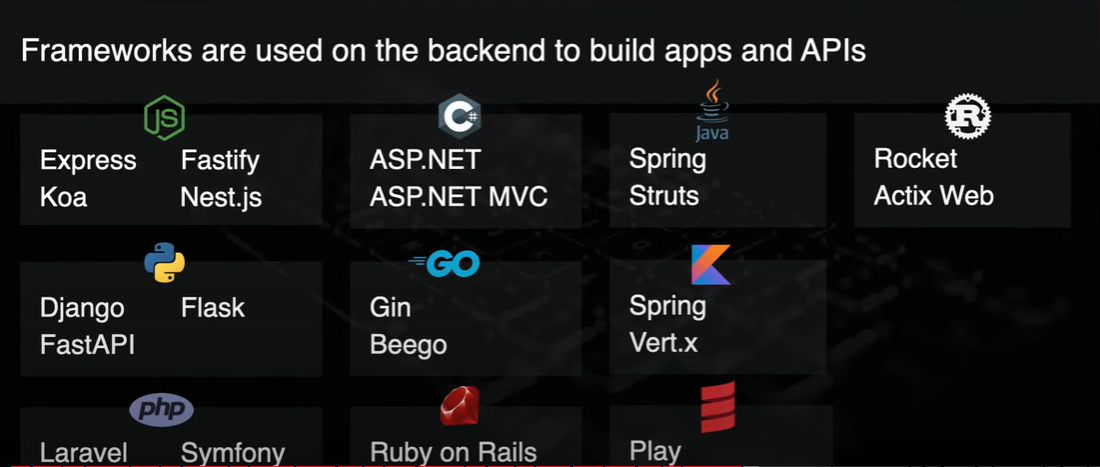 Frameworks are used on the backend to build apps and APIs
JS
Express Fastify
Koa Nest.js
C#
ASP.NET
ASP.NET MVC
Java
Spring
Struts
R
Rocket
Actix Web
Django Flask
FastAPI
GO
Gin
Beego
Spring
Vert.x
php
Laravel Symfony
Ruby on Rails
Play